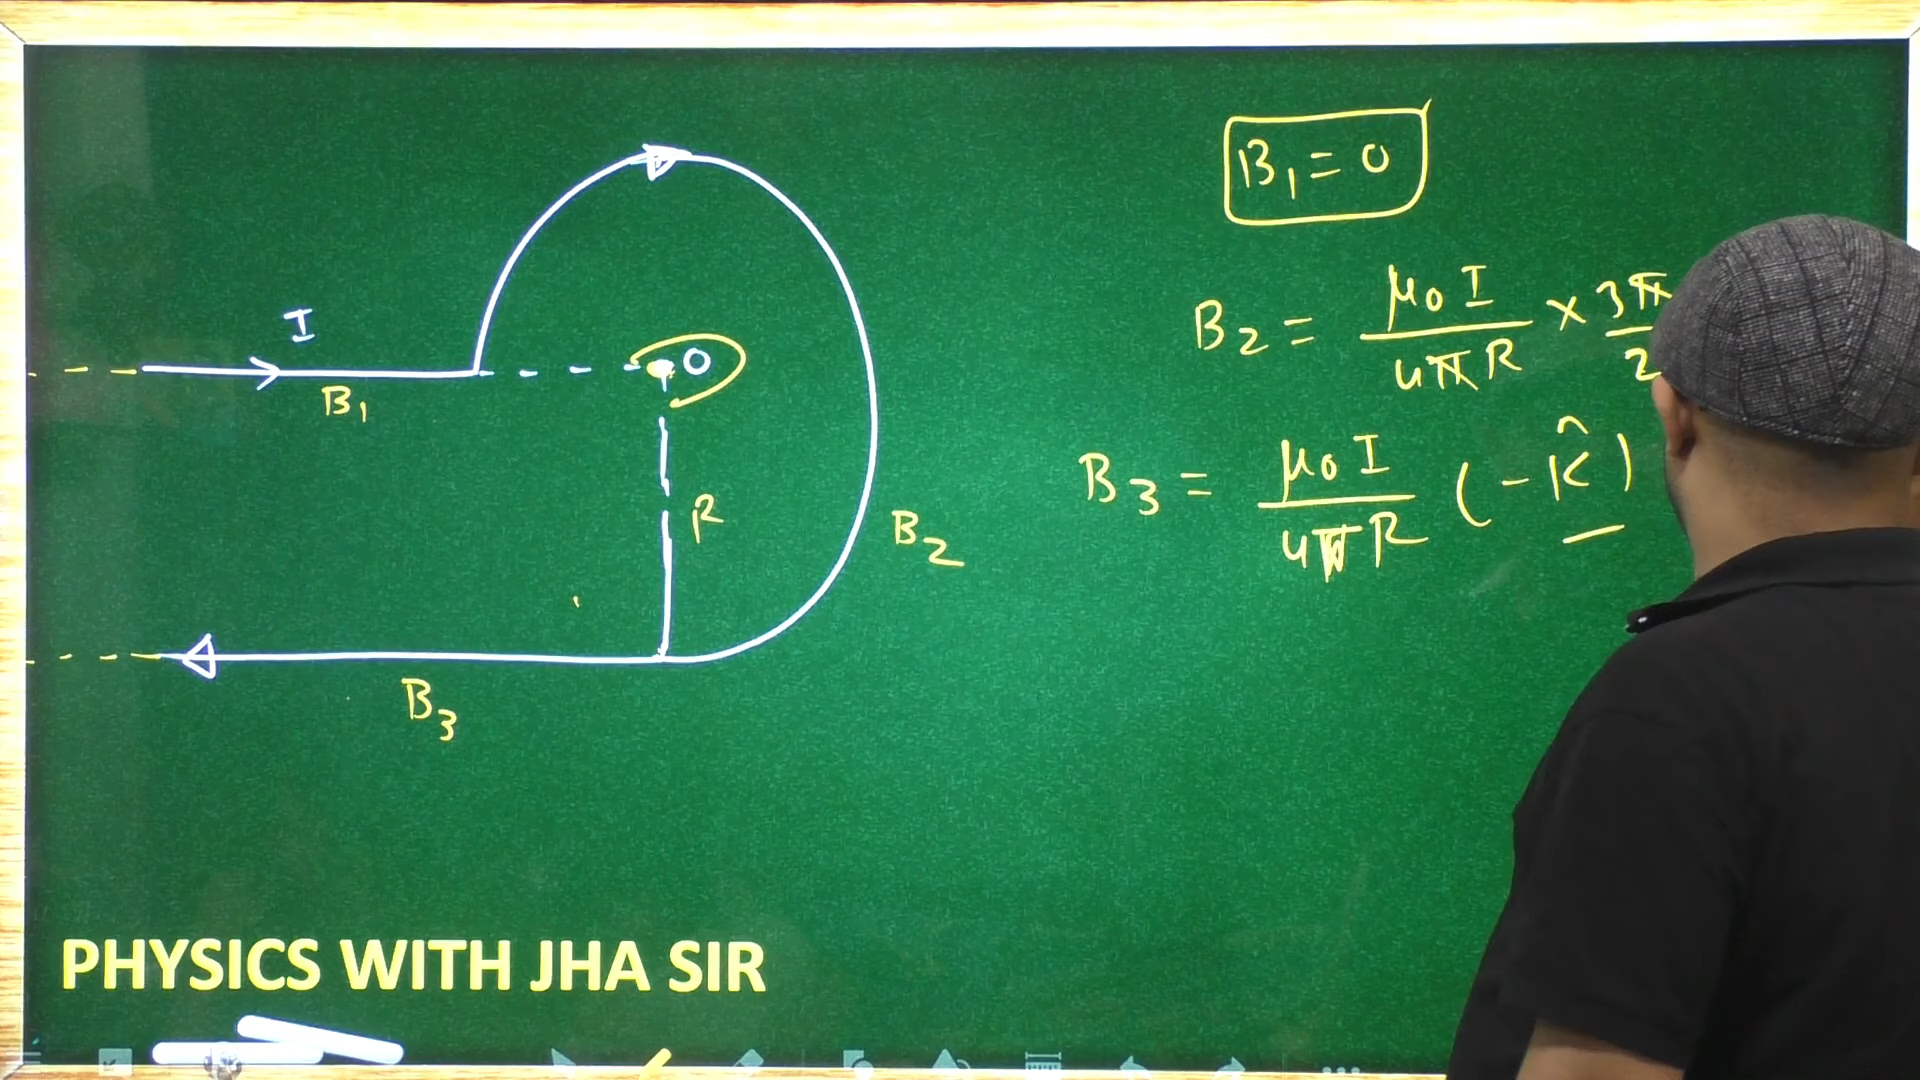 I
B₁
O
R
B₂
B₃
B₁ = 0
B₂ = μ₀I / 4πR × 3π / 2
B₃ = μ₀I / 4πR (-k̂)
PHYSICS WITH JHA SIR